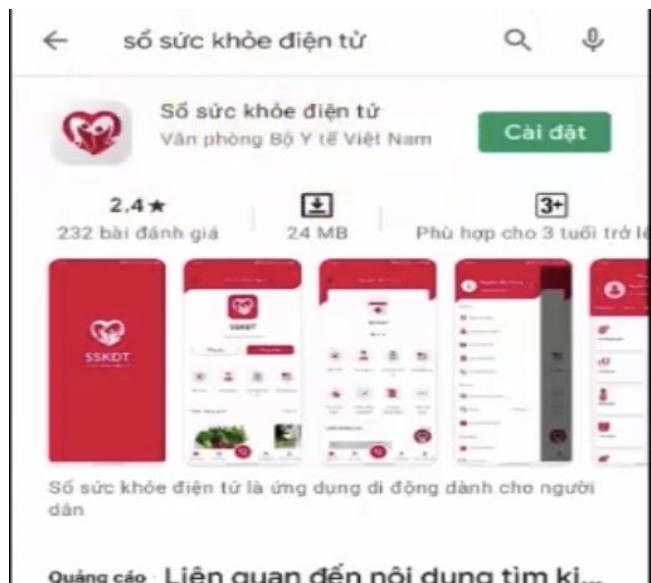 sổ sức khỏe điện tử
Sổ sức khỏe điện tử
Văn phòng Bộ Y tế Việt Nam
Cài đặt
2,4★
232 bài đánh giá
24 MB
3+
Phù hợp cho 3 tuổi trở lê
SSKDT
SSKDT
Sổ sức khỏe điện tử là ứng dụng di động dành cho người
dân
Quảng cáo · Liên quan đến nội dung tìm ki...